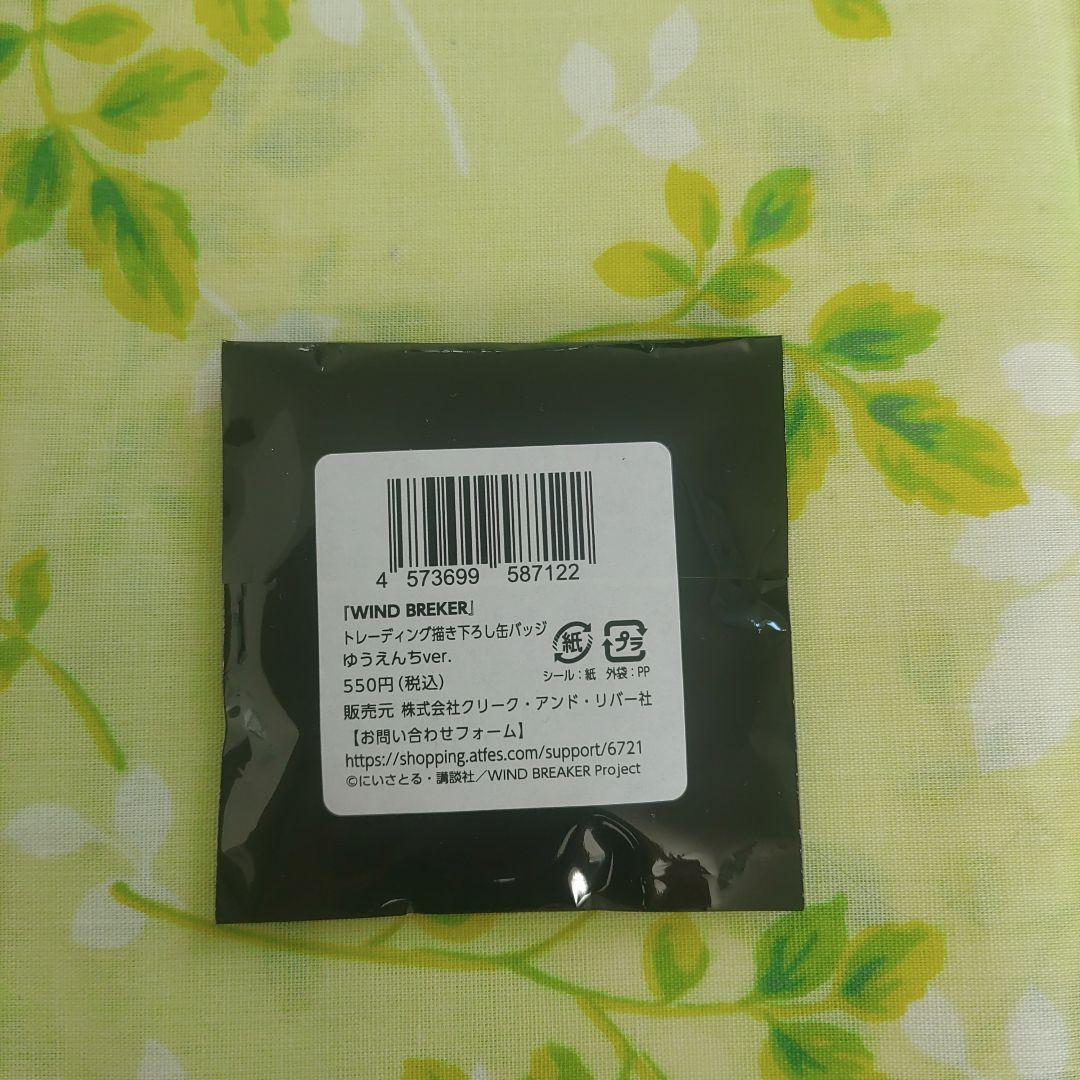 4 573699 587122
『WIND BREKER』
トレーディング描き下ろし缶バッジ
ゆうえんちver.
550円(税込)
紙 プラ
シール:紙 外袋:PP
販売元 株式会社クリーク・アンド・リバー社
【お問い合わせフォーム】
https://shopping.atfes.com/support/6721
©にいさとる・講談社/WIND BREAKER Project